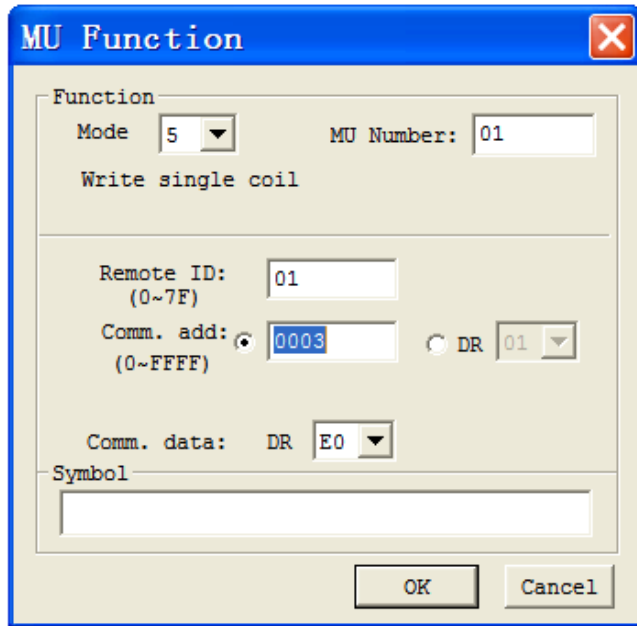 MU Function
Function
Mode 5 MU Number: 01
Write single coil
Remote ID: 01
(0~7F)
Comm. add: 0003 DR 01
(0~FFFF)
Comm. data: DR E0
Symbol
OK Cancel